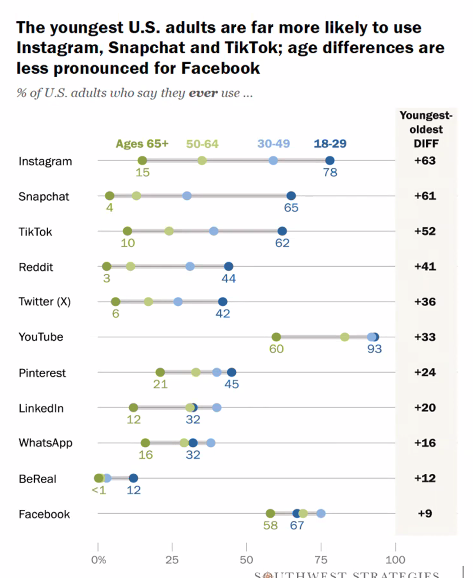 The youngest U.S. adults are far more likely to use
Instagram, Snapchat and TikTok; age differences are
less pronounced for Facebook
% of U.S. adults who say they ever use ...
Youngest-
oldest
DIFF
Ages 65+ 50-64 30-49 18-29
Instagram +63
15 78
Snapchat +61
4 65
TikTok +52
10 62
Reddit +41
3 44
Twitter (X) +36
6 42
YouTube +33
60 93
Pinterest +24
21 45
LinkedIn +20
12 32
WhatsApp +16
16 32
BeReal +12
<1 12
Facebook +9
58 67
0% 25 50 75 100
SOUTHWEST STRATEGIES